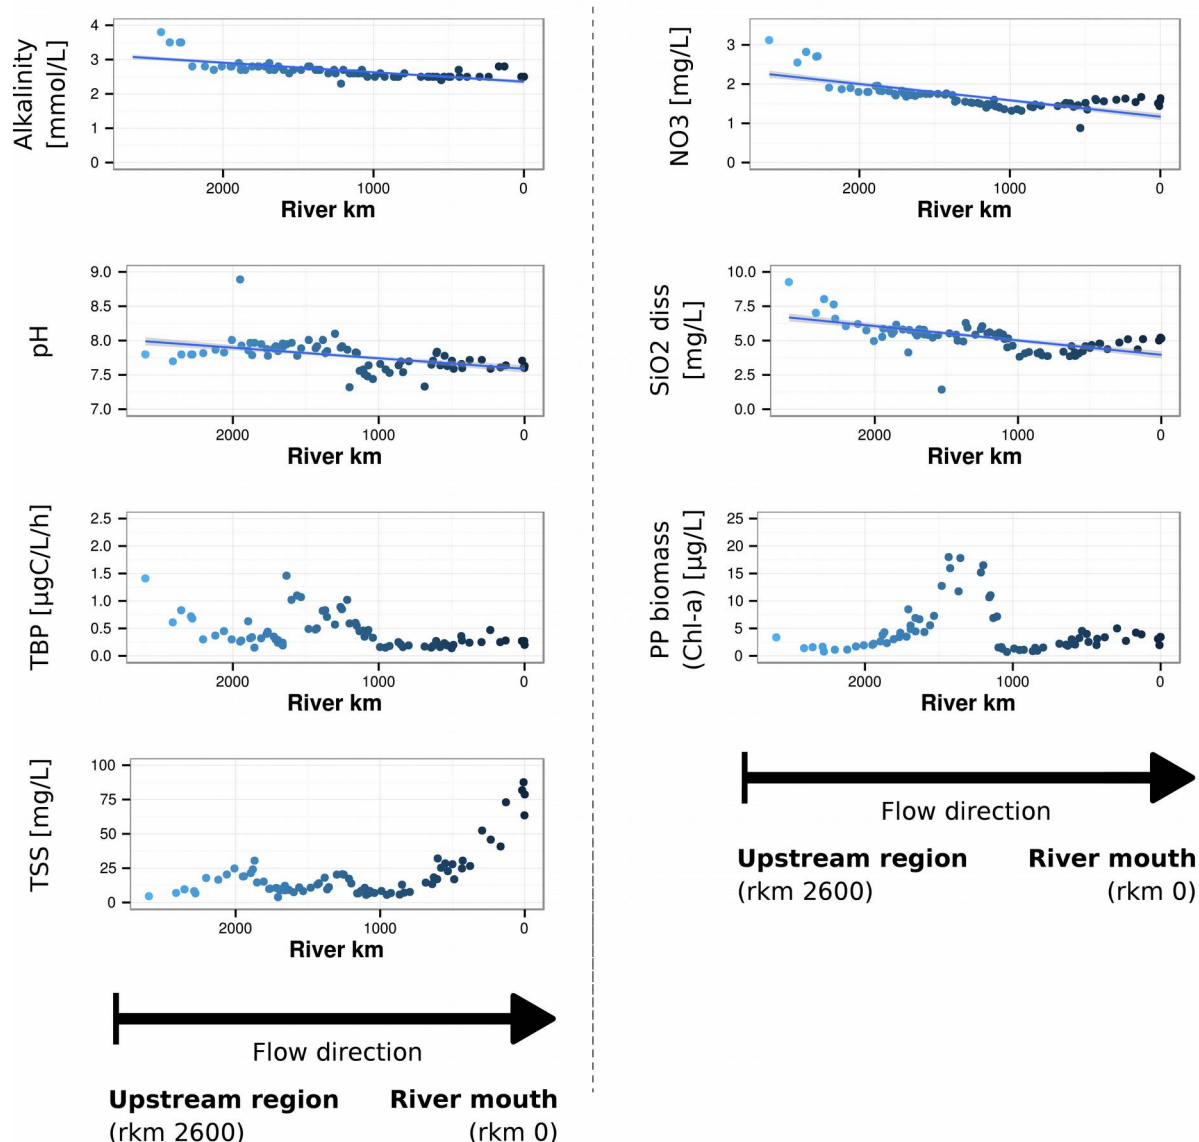 Alkalinity
[mmol/L]
4
3
2
1
0
2000 1000 0
River km
pH
9.0
8.5
8.0
7.5
7.0
2000 1000 0
River km
TBP [µgC/L/h]
2.5
2.0
1.5
1.0
0.5
0.0
2000 1000 0
River km
TSS [mg/L]
100
75
50
25
0
2000 1000 0
River km
Flow direction
Upstream region River mouth
(rkm 2600) (rkm 0)
NO3 [mg/L]
3
2
1
0
2000 1000 0
River km
SiO2 diss
[mg/L]
10.0
7.5
5.0
2.5
0.0
2000 1000 0
River km
PP biomass
(Chl-a) [µg/L]
25
20
15
10
5
0
2000 1000 0
River km
Flow direction
Upstream region River mouth
(rkm 2600) (rkm 0)